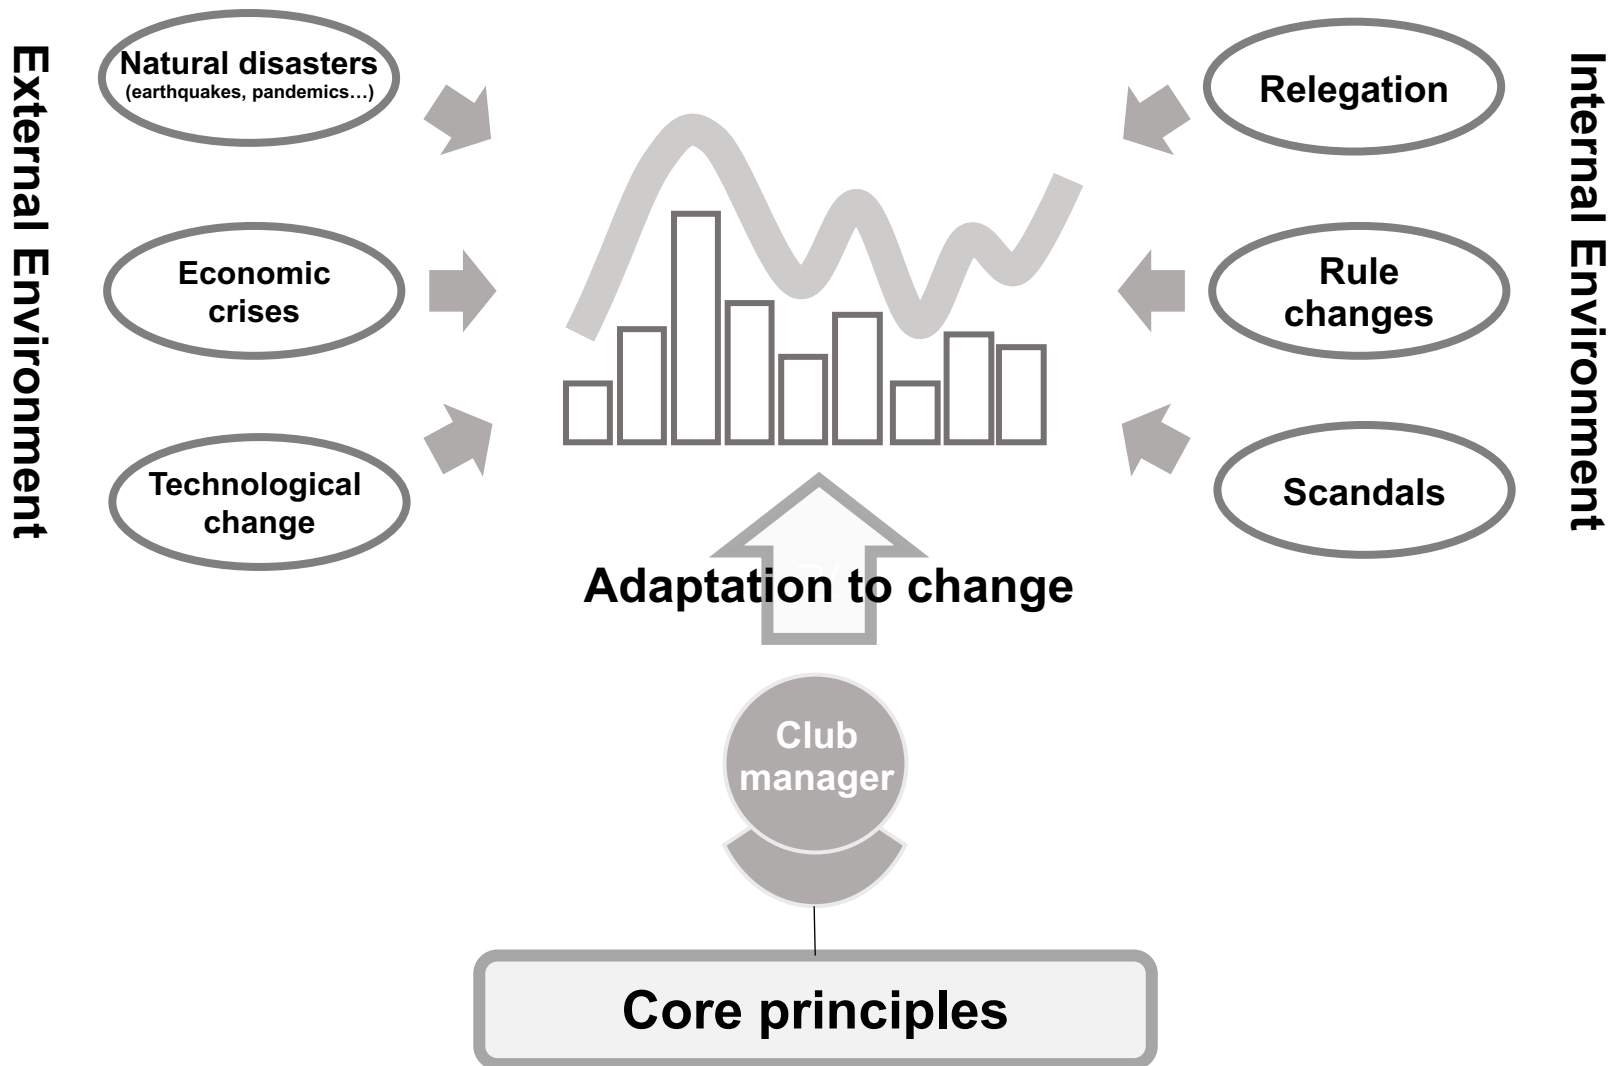 External Environment
Natural disasters
(earthquakes, pandemics…)
Economic
crises
Technological
change
Relegation
Rule
changes
Scandals
Internal Environment
Adaptation to change
Club
manager
Core principles